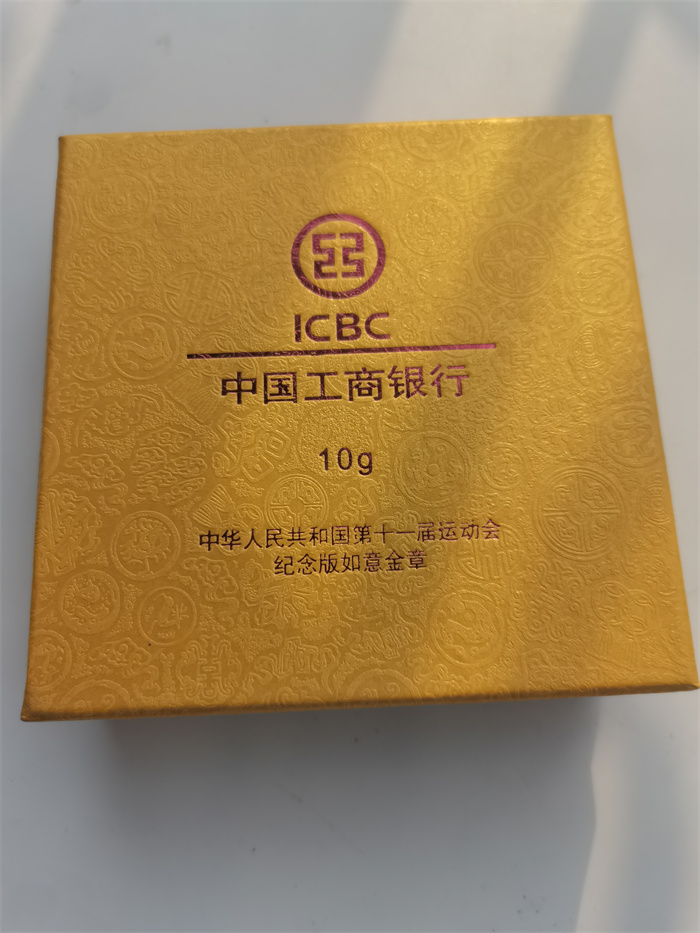 ICBC
中国工商银行
10g
中华人民共和国第十一届运动会
纪念版如意金章